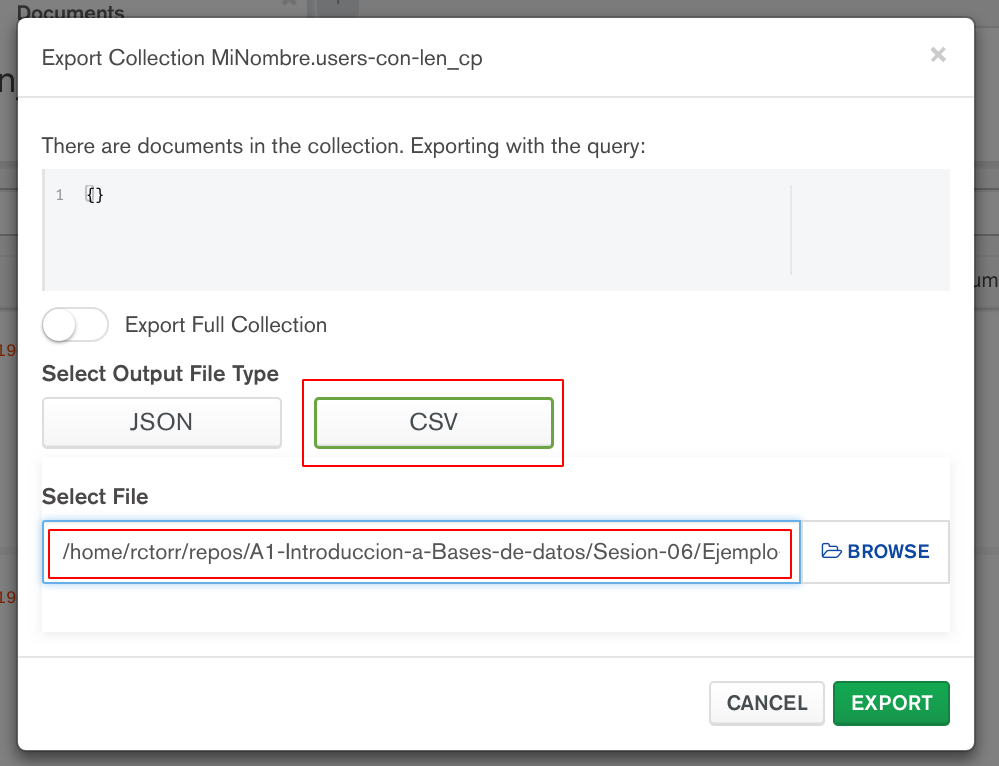 Documents
Export Collection MiNombre.users-con-len_cp
There are documents in the collection. Exporting with the query:
1 {}
Export Full Collection
Select Output File Type
JSON CSV
Select File
/home/rctorr/repos/A1-Introduccion-a-Bases-de-datos/Sesion-06/Ejemplo
BROWSE
CANCEL EXPORT
19
19